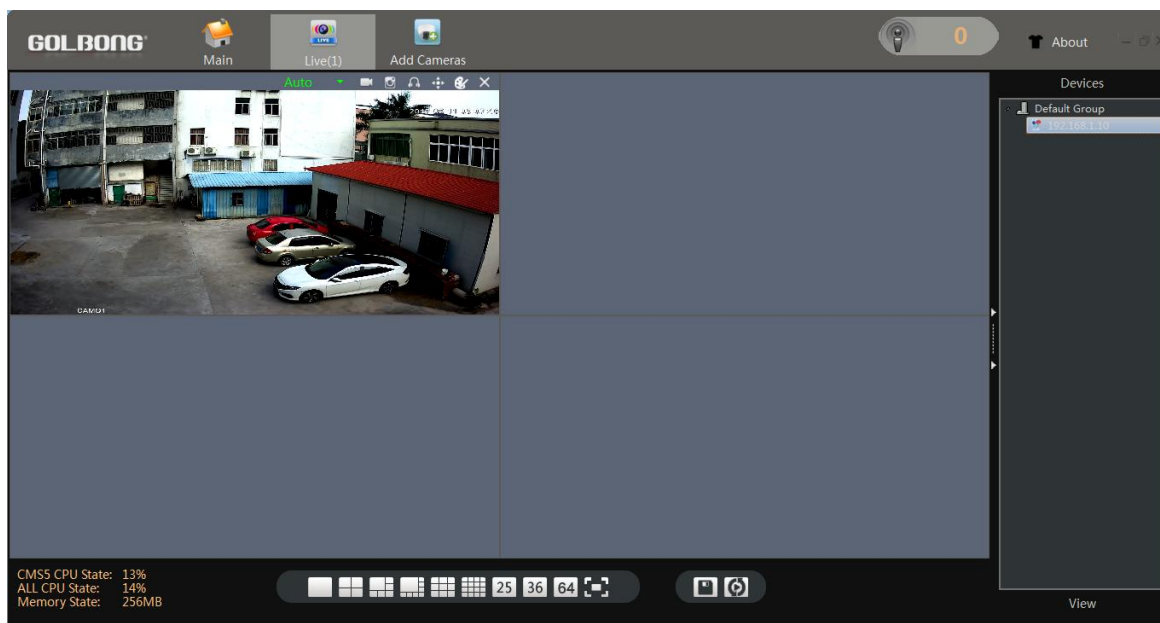 GOLBONG
Main
Live(1)
Add Cameras
0
About
LIVE
Auto
CAM01
Devices
Default Group
192.168.1.10
CMS5 CPU State: 13%
ALL CPU State: 14%
Memory State: 256MB
25 36 64
View